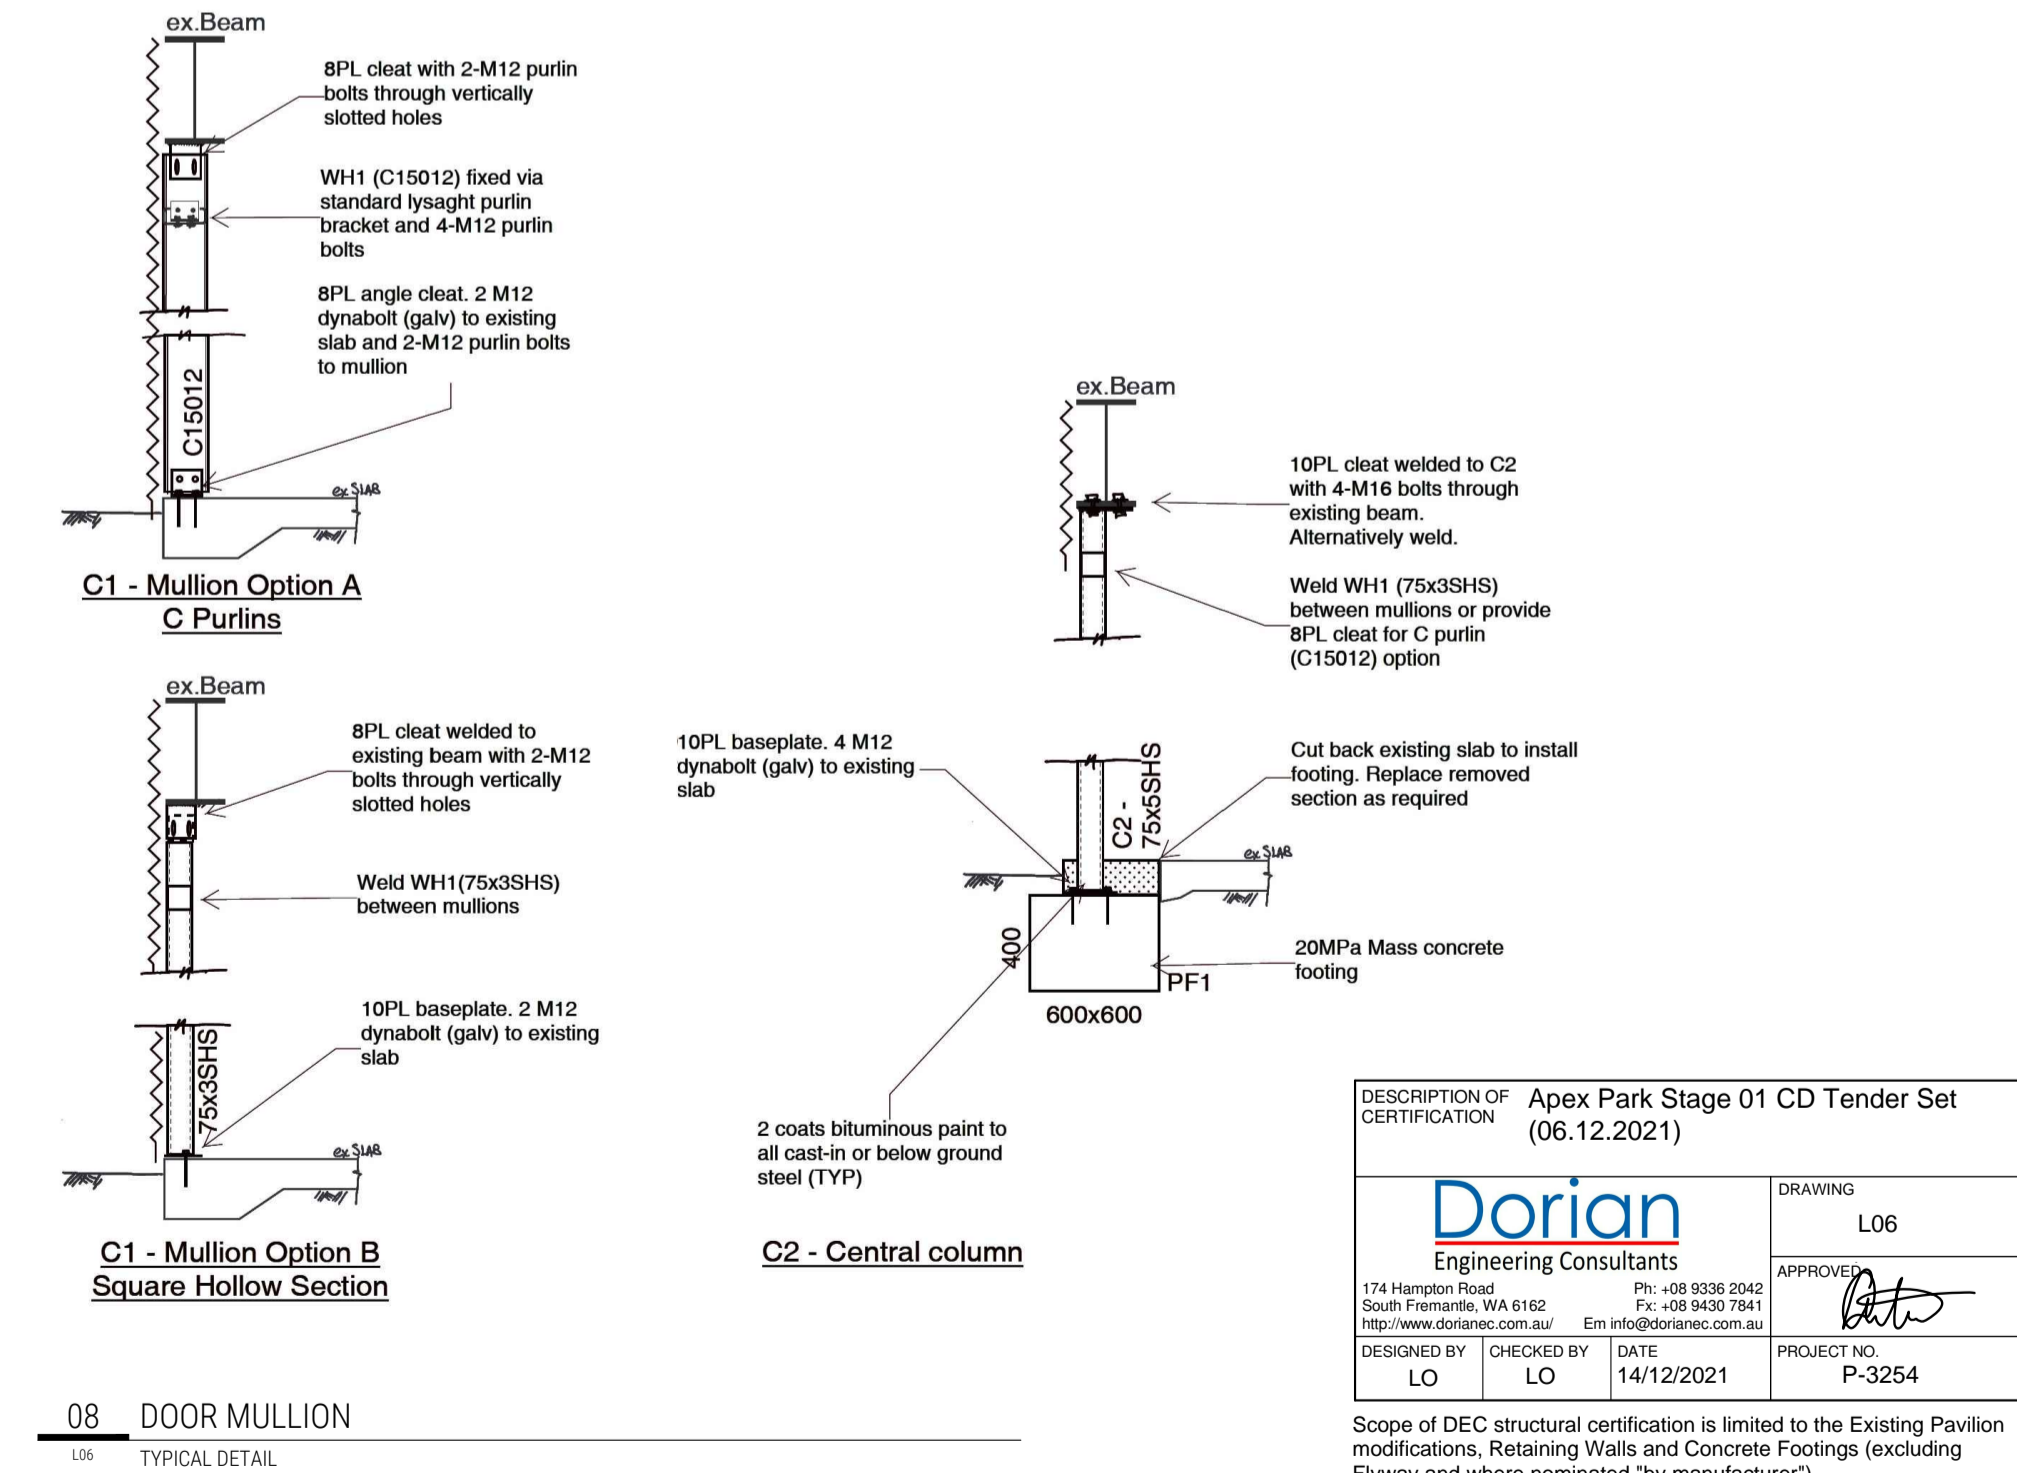 ex.Beam
8PL cleat with 2-M12 purlin
bolts through vertically
slotted holes
WH1 (C15012) fixed via
standard lysaght purlin
bracket and 4-M12 purlin
bolts
8PL angle cleat. 2 M12
dynabolt (galv) to existing
slab and 2-M12 purlin bolts
to mullion
C15012
ex SLAB
C1 - Mullion Option A
C Purlins
ex.Beam
8PL cleat welded to
existing beam with 2-M12
bolts through vertically
slotted holes
Weld WH1(75x3SHS)
between mullions
10PL baseplate. 2 M12
dynabolt (galv) to existing
slab
75x3SHS
ex SLAB
C1 - Mullion Option B
Square Hollow Section
ex.Beam
10PL cleat welded to C2
with 4-M16 bolts through
existing beam.
Alternatively weld.
Weld WH1 (75x3SHS)
between mullions or provide
8PL cleat for C purlin
(C15012) option
10PL baseplate. 4 M12
dynabolt (galv) to existing
slab
C2 -
75x5SHS
Cut back existing slab to install
footing. Replace removed
section as required
ex SLAB
400
20MPa Mass concrete
footing
PF1
600x600
2 coats bituminous paint to
all cast-in or below ground
steel (TYP)
C2 - Central column
DESCRIPTION OF
CERTIFICATION
Apex Park Stage 01 CD Tender Set
(06.12.2021)
Dorian
Engineering Consultants
174 Hampton Road
South Fremantle, WA 6162
http://www.dorianec.com.au/
Ph: +08 9336 2042
Fx: +08 9430 7841
Em info@dorianec.com.au
DRAWING
L06
APPROVED
DESIGNED BY
LO
CHECKED BY
LO
DATE
14/12/2021
PROJECT NO.
P-3254
Scope of DEC structural certification is limited to the Existing Pavilion
modifications, Retaining Walls and Concrete Footings (excluding
Flyway and where nominated "by manufacturer")
08 DOOR MULLION
L06 TYPICAL DETAIL